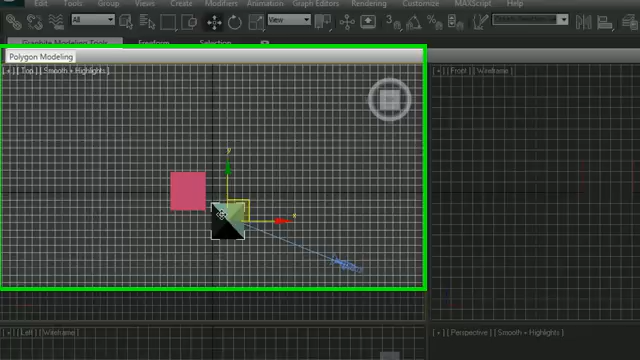 Edit Tools Group Views Create Modifiers Animation Graph Editors Rendering Customize MAXScript
All View 3
Graphite Modeling Tools Freeform Selection
Polygon Modeling
[ + ] [ Top ] [ Smooth + Highlights ] [ + ] [ Front ] [ Wireframe ]
y
x
[ + ] [ Left ] [ Wireframe ] [ + ] [ Perspective ] [ Smooth + Highlights ]